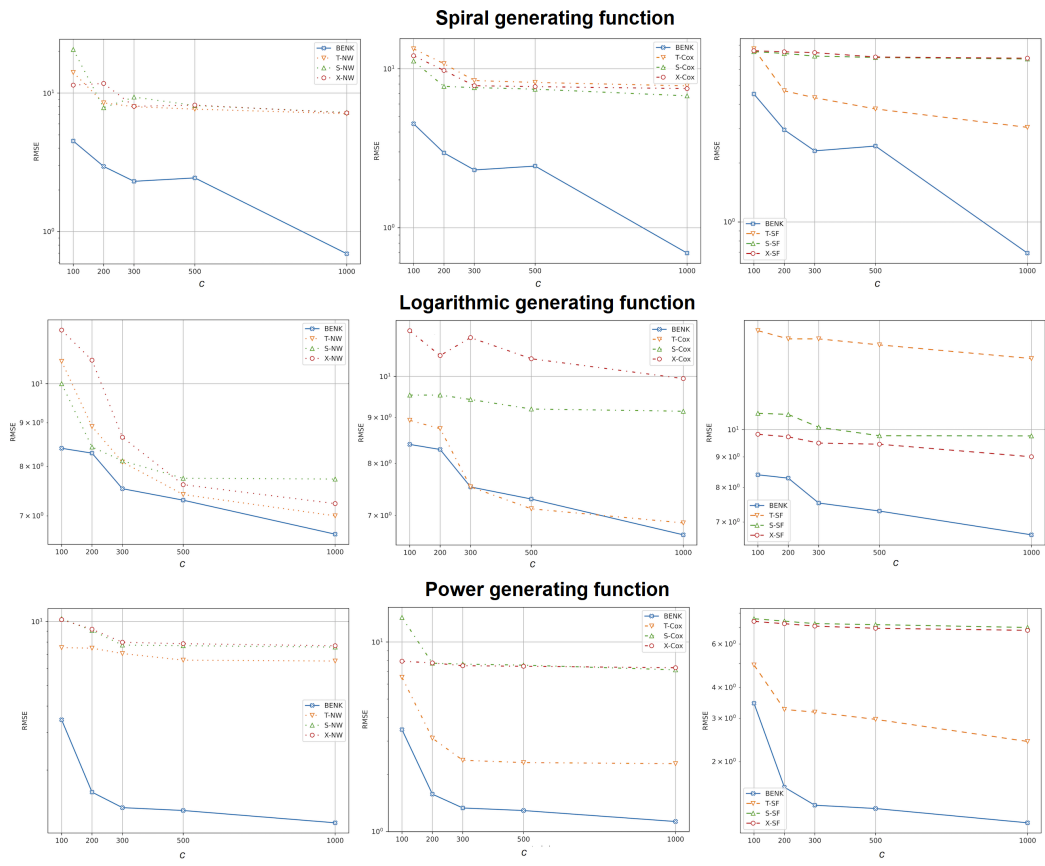 Spiral generating function
RMSE
10¹
10⁰
100
200
300
500
1000
c
BENK
T-NW
S-NW
X-NW
RMSE
10¹
10⁰
100
200
300
500
1000
c
BENK
T-Cox
S-Cox
X-Cox
RMSE
10⁰
100
200
300
500
1000
c
BENK
T-SF
S-SF
X-SF
Logarithmic generating function
RMSE
10¹
9 × 10⁰
8 × 10⁰
7 × 10⁰
100
200
300
500
1000
c
BENK
T-NW
S-NW
X-NW
RMSE
10¹
9 × 10⁰
8 × 10⁰
7 × 10⁰
100
200
300
500
1000
c
BENK
T-Cox
S-Cox
X-Cox
RMSE
10¹
9 × 10⁰
8 × 10⁰
7 × 10⁰
100
200
300
500
1000
c
BENK
T-SF
S-SF
X-SF
Power generating function
RMSE
10¹
100
200
300
500
1000
c
BENK
T-NW
S-NW
X-NW
RMSE
10¹
10⁰
100
200
300
500
1000
c
BENK
T-Cox
S-Cox
X-Cox
RMSE
6 × 10⁰
4 × 10⁰
3 × 10⁰
2 × 10⁰
100
200
300
500
1000
c
BENK
T-SF
S-SF
X-SF